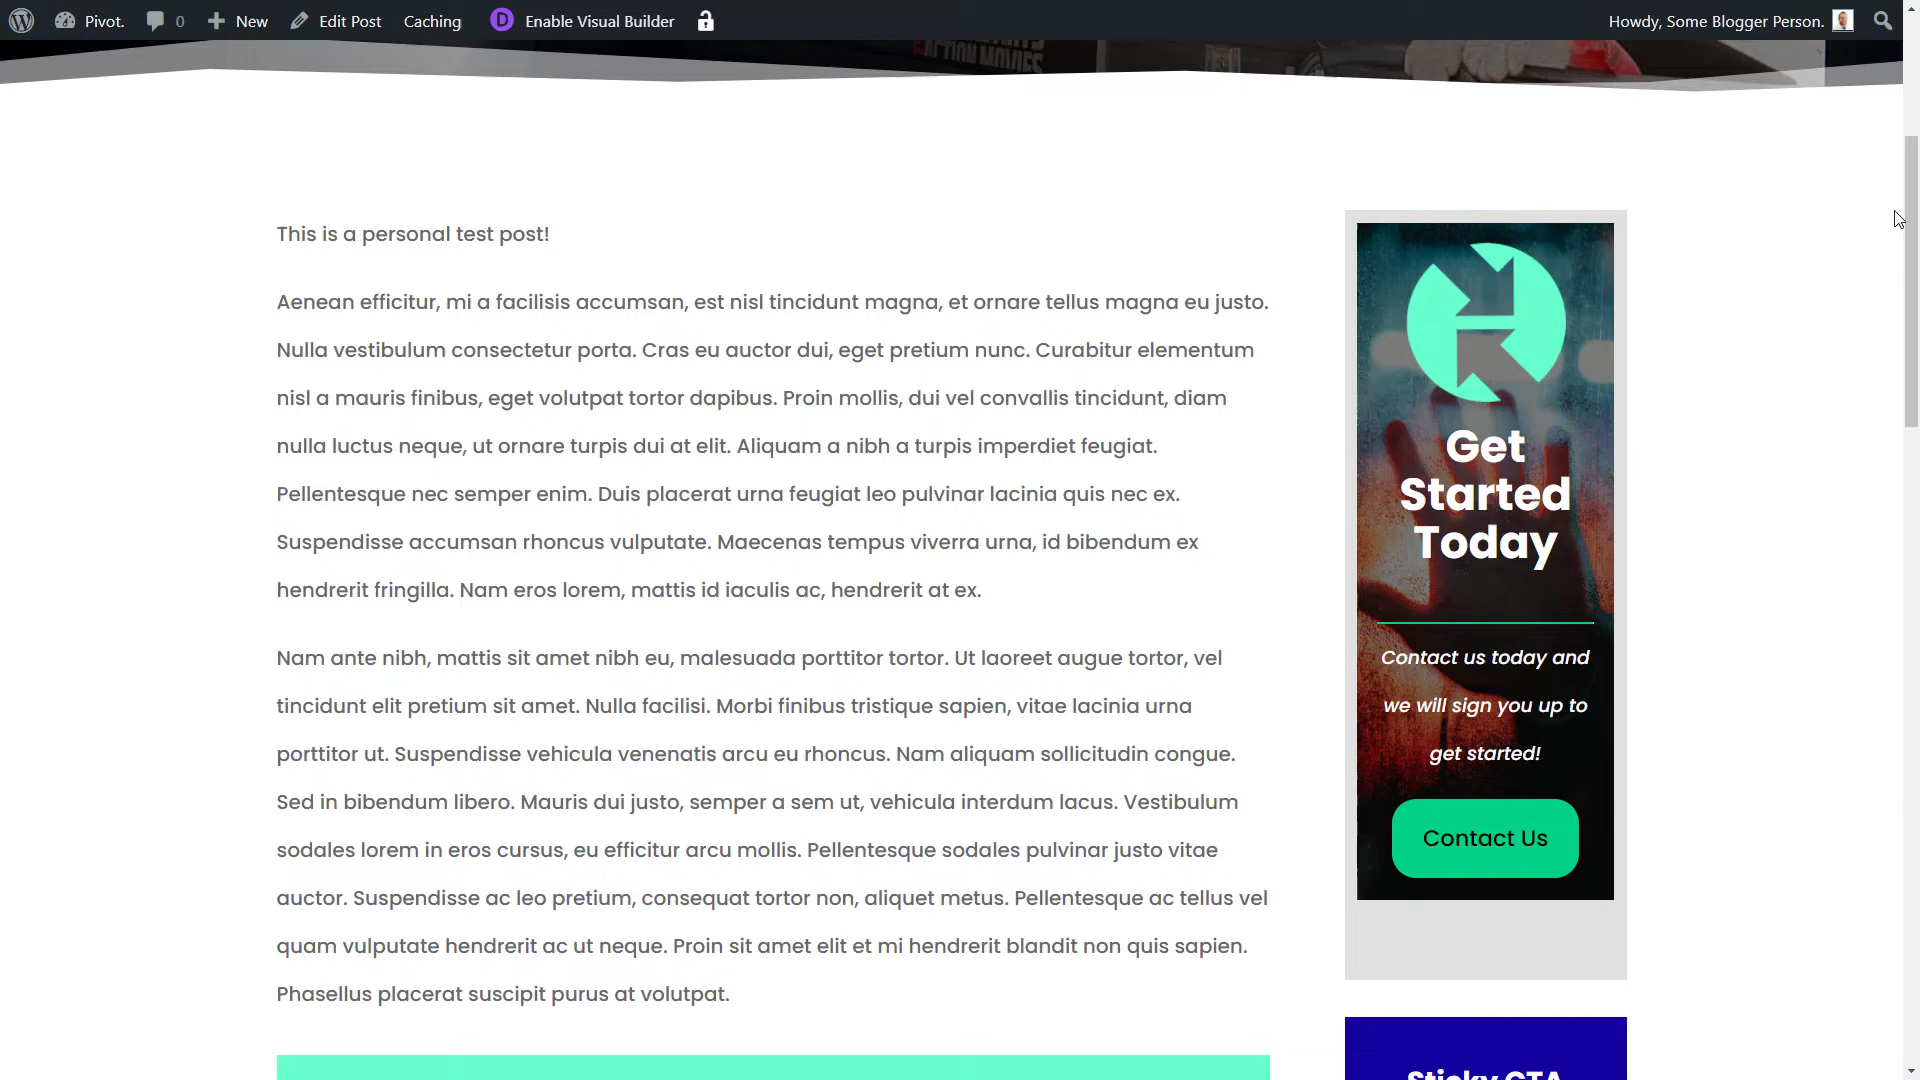 Pivot.
0
New
Edit Post
Caching
D
Enable Visual Builder
Howdy, Some Blogger Person.
CTION MOVIES
This is a personal test post!
Aenean efficitur, mi a facilisis accumsan, est nisl tincidunt magna, et ornare tellus magna eu justo.
Nulla vestibulum consectetur porta. Cras eu auctor dui, eget pretium nunc. Curabitur elementum
nisl a mauris finibus, eget volutpat tortor dapibus. Proin mollis, dui vel convallis tincidunt, diam
nulla luctus neque, ut ornare turpis dui at elit. Aliquam a nibh a turpis imperdiet feugiat.
Pellentesque nec semper enim. Duis placerat urna feugiat leo pulvinar lacinia quis nec ex.
Suspendisse accumsan rhoncus vulputate. Maecenas tempus viverra urna, id bibendum ex
hendrerit fringilla. Nam eros lorem, mattis id iaculis ac, hendrerit at ex.
Nam ante nibh, mattis sit amet nibh eu, malesuada porttitor tortor. Ut laoreet augue tortor, vel
tincidunt elit pretium sit amet. Nulla facilisi. Morbi finibus tristique sapien, vitae lacinia urna
porttitor ut. Suspendisse vehicula venenatis arcu eu rhoncus. Nam aliquam sollicitudin congue.
Sed in bibendum libero. Mauris dui justo, semper a sem ut, vehicula interdum lacus. Vestibulum
sodales lorem in eros cursus, eu efficitur arcu mollis. Pellentesque sodales pulvinar justo vitae
auctor. Suspendisse ac leo pretium, consequat tortor non, aliquet metus. Pellentesque ac tellus vel
quam vulputate hendrerit ac ut neque. Proin sit amet elit et mi hendrerit blandit non quis sapien.
Phasellus placerat suscipit purus at volutpat.
Get
Started
Today
Contact us today and
we will sign you up to
get started!
Contact Us
Sticky CTA